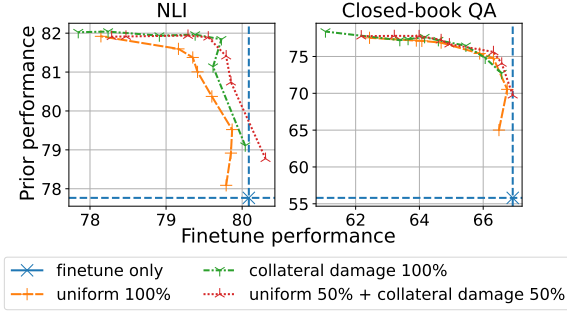 NLI
Closed-book QA
Prior performance
82
81
80
79
78
78
79
80
75
70
65
60
55
62
64
66
Finetune performance
finetune only
collateral damage 100%
uniform 100%
uniform 50% + collateral damage 50%